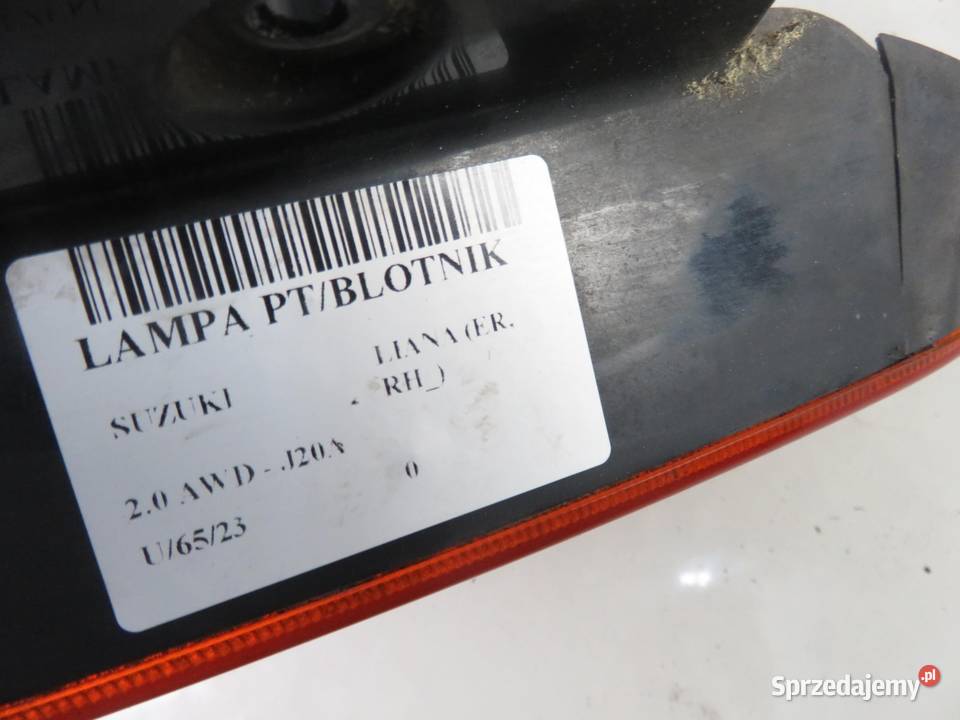 LAMPA PT/BLOTNIK
SUZUKI
LIANA (ER,
RH_)
2.0 AWD - J20A
0
U/65/23
Sprzedajemy.pl